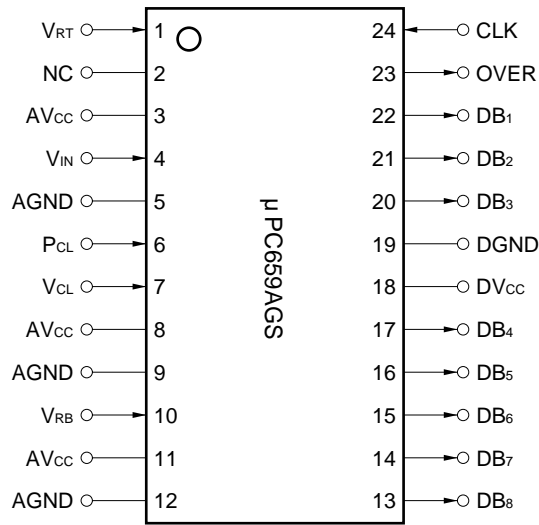 VRT 1 24 CLK
NC 2 23 OVER
AVCC 3 22 DB1
VIN 4 21 DB2
AGND 5 20 DB3
PCL 6 19 DGND
VCL 7 18 DVCC
AVCC 8 17 DB4
AGND 9 16 DB5
VRB 10 15 DB6
AVCC 11 14 DB7
AGND 12 13 DB8
μPC659AGS